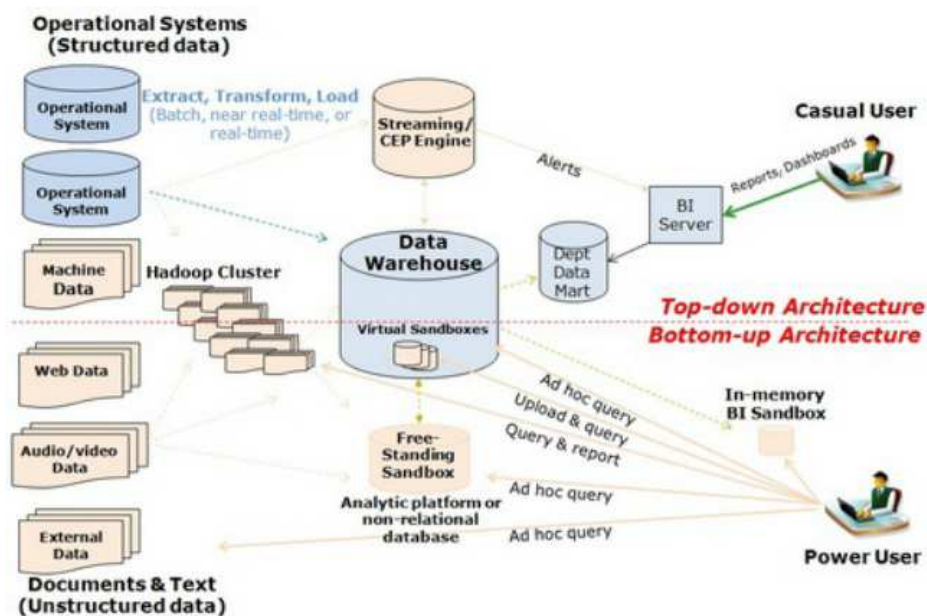 Operational Systems
(Structured data)
Operational
System
Extract, Transform, Load
(Batch, near real-time, or
real-time)
Streaming/
CEP Engine
Casual User
Alerts
Reports, Dashboards
Operational
System
BI
Server
Machine
Data
Hadoop Cluster
Data
Warehouse
Dept
Data
Mart
Top-down Architecture
Virtual Sandboxes
Bottom-up Architecture
Web Data
Ad hoc query
Upload & query
Query & report
In-memory
BI Sandbox
Audio/video
Data
Free-
Standing
Sandbox
Ad hoc query
Analytic platform or
non-relational
database
External
Data
Ad hoc query
Power User
Documents & Text
(Unstructured data)